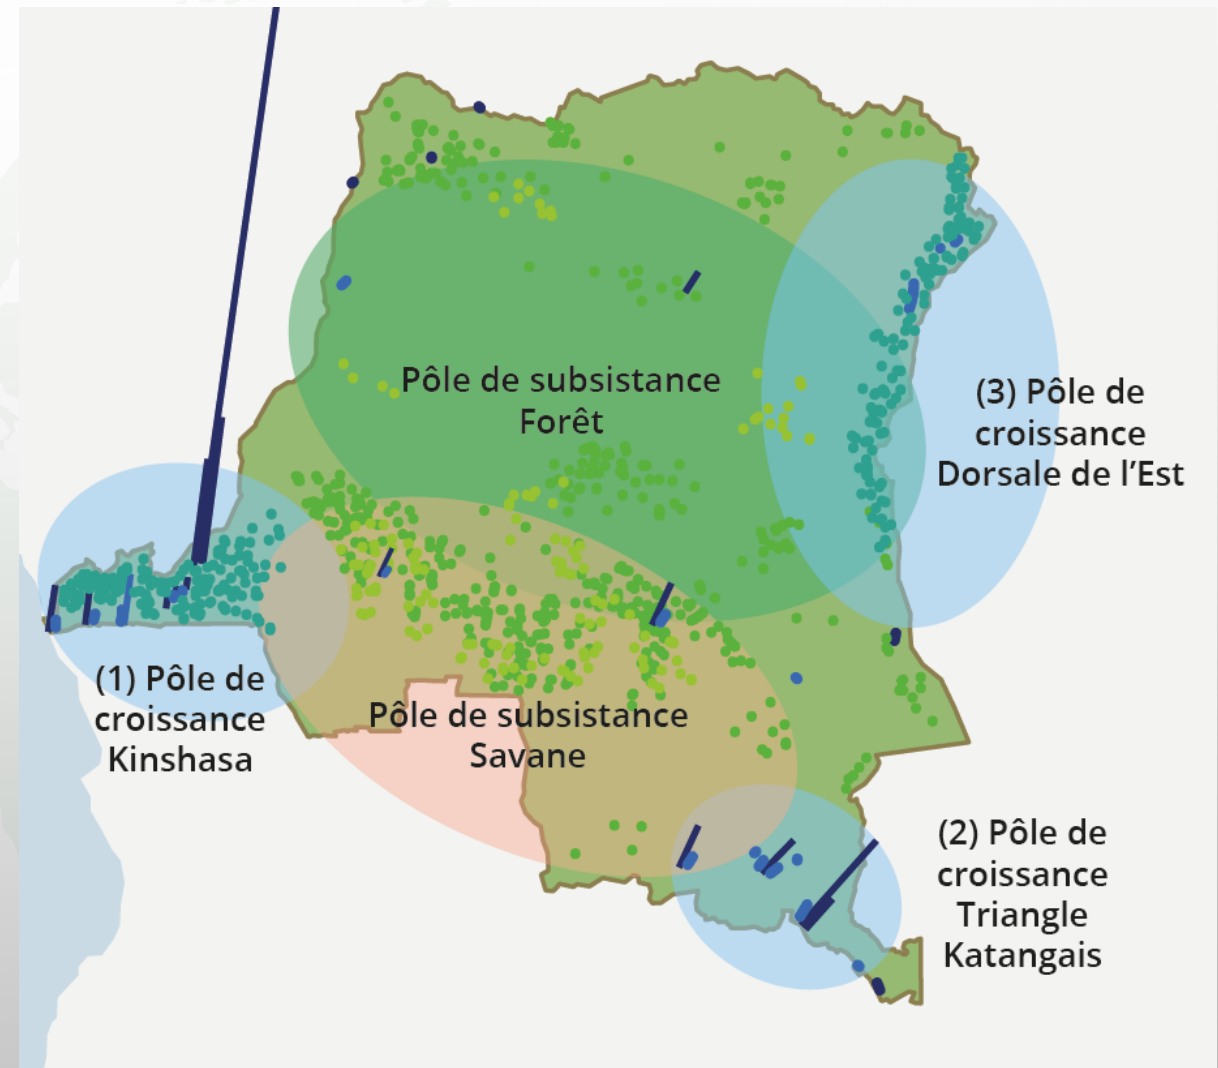 Pôle de subsistance
Forêt
(3) Pôle de
croissance
Dorsale de l’Est
(1) Pôle de
croissance
Kinshasa
Pôle de subsistance
Savane
(2) Pôle de
croissance
Triangle
Katangais